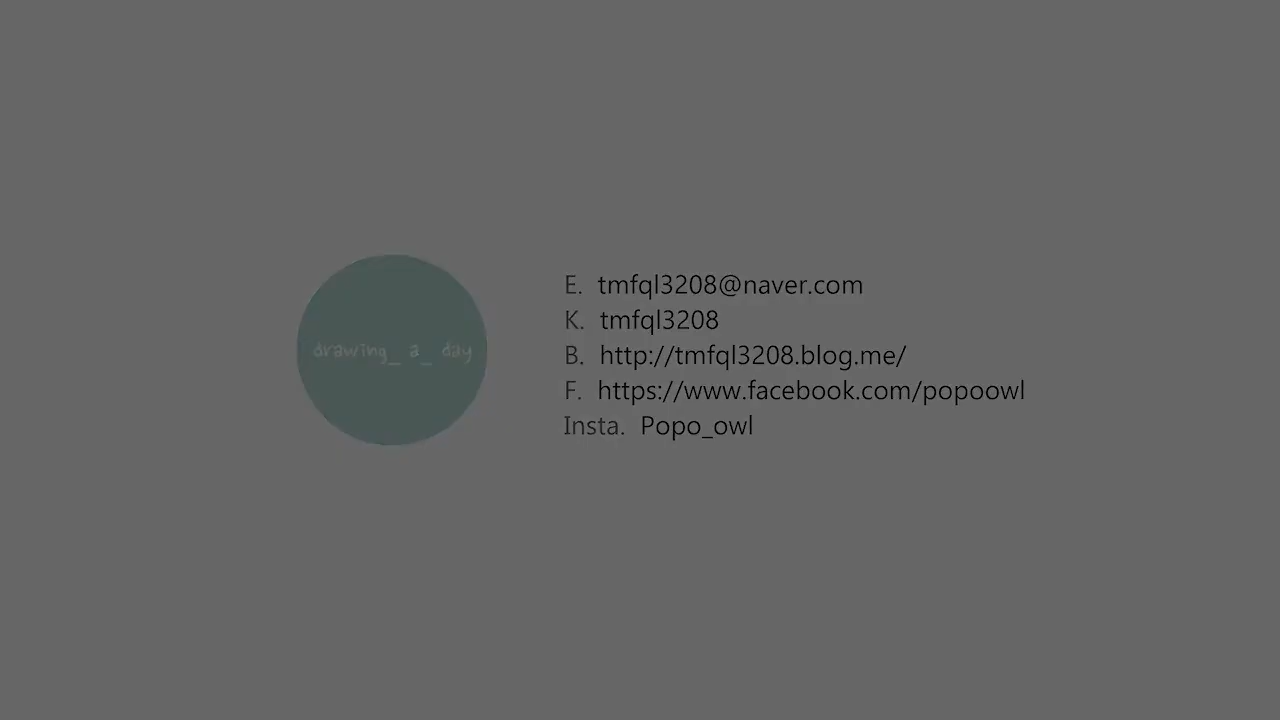 drawing_ a_ day
E. tmfql3208@naver.com
K. tmfql3208
B. http://tmfql3208.blog.me/
F. https://www.facebook.com/popoowl
Insta. Popo_owl